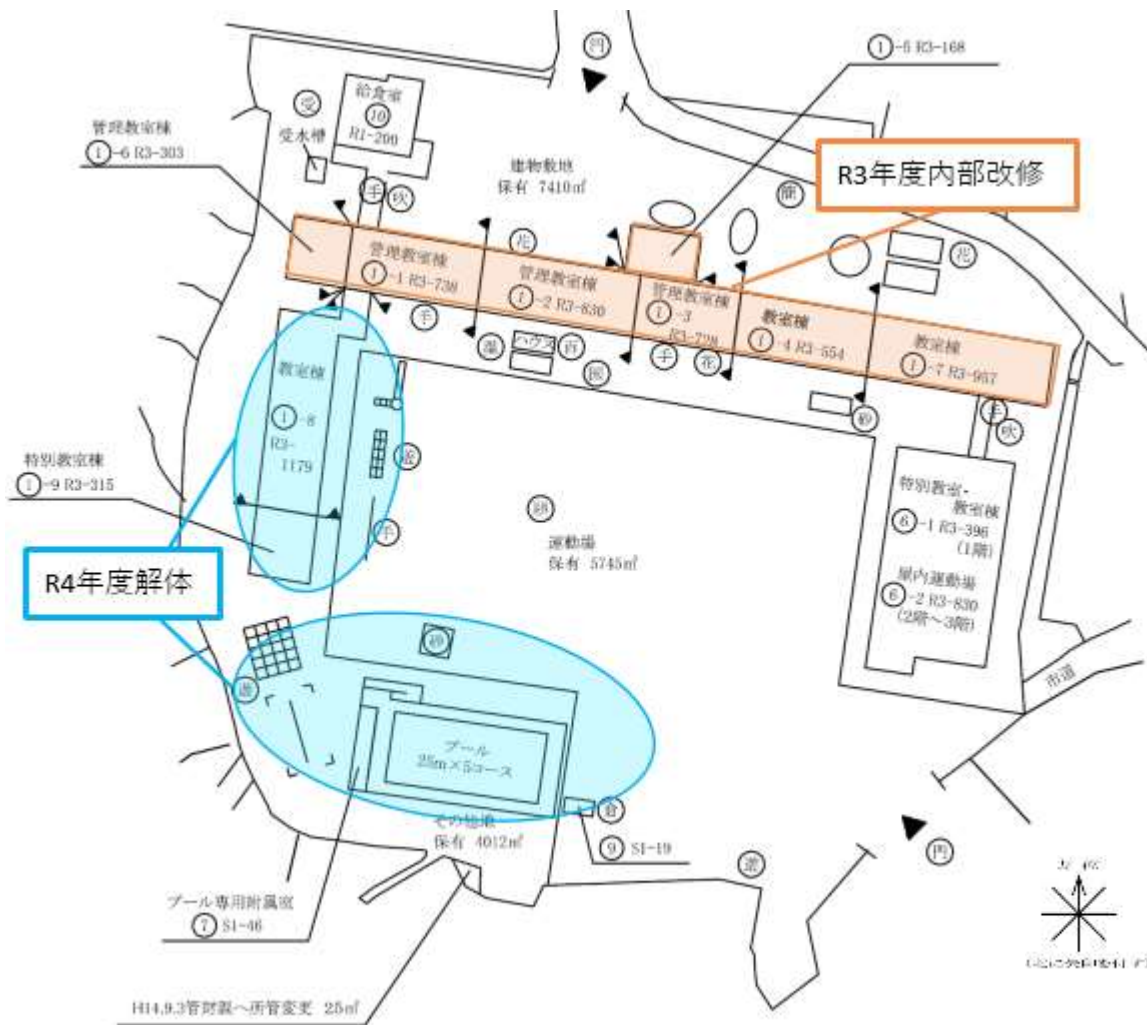 門
①-5 R3-168
給食室
⑩
R1-200
受
受水槽
管理教室棟
①-6 R3-303
建物敷地
保有 7410㎡
R3年度内部改修
手
吹
花
管理教室棟
①-1 R3-738
管理教室棟
①-2 R3-830
管理教室棟
①-3
R3-728
教室棟
①-4 R3-554
教室棟
①-7 R3-957
花
手
ハウス
手
花
砂
手
吹
教室棟
①-8
R3-
1179
特別教室棟
①-9 R3-315
手
R4年度解体
運動場
保有 5745㎡
特別教室・
教室棟
⑥-1 R3-396
(1階)
屋内運動場
⑥-2 R3-830
(2階～3階)
市道
砂
遊
プール
25m×5コース
その他地
保有 4012㎡
倉
⑨ S1-19
遊
門
プール専用附属室
⑦ S1-46
H14.9.3管財課へ所管変更 25㎡